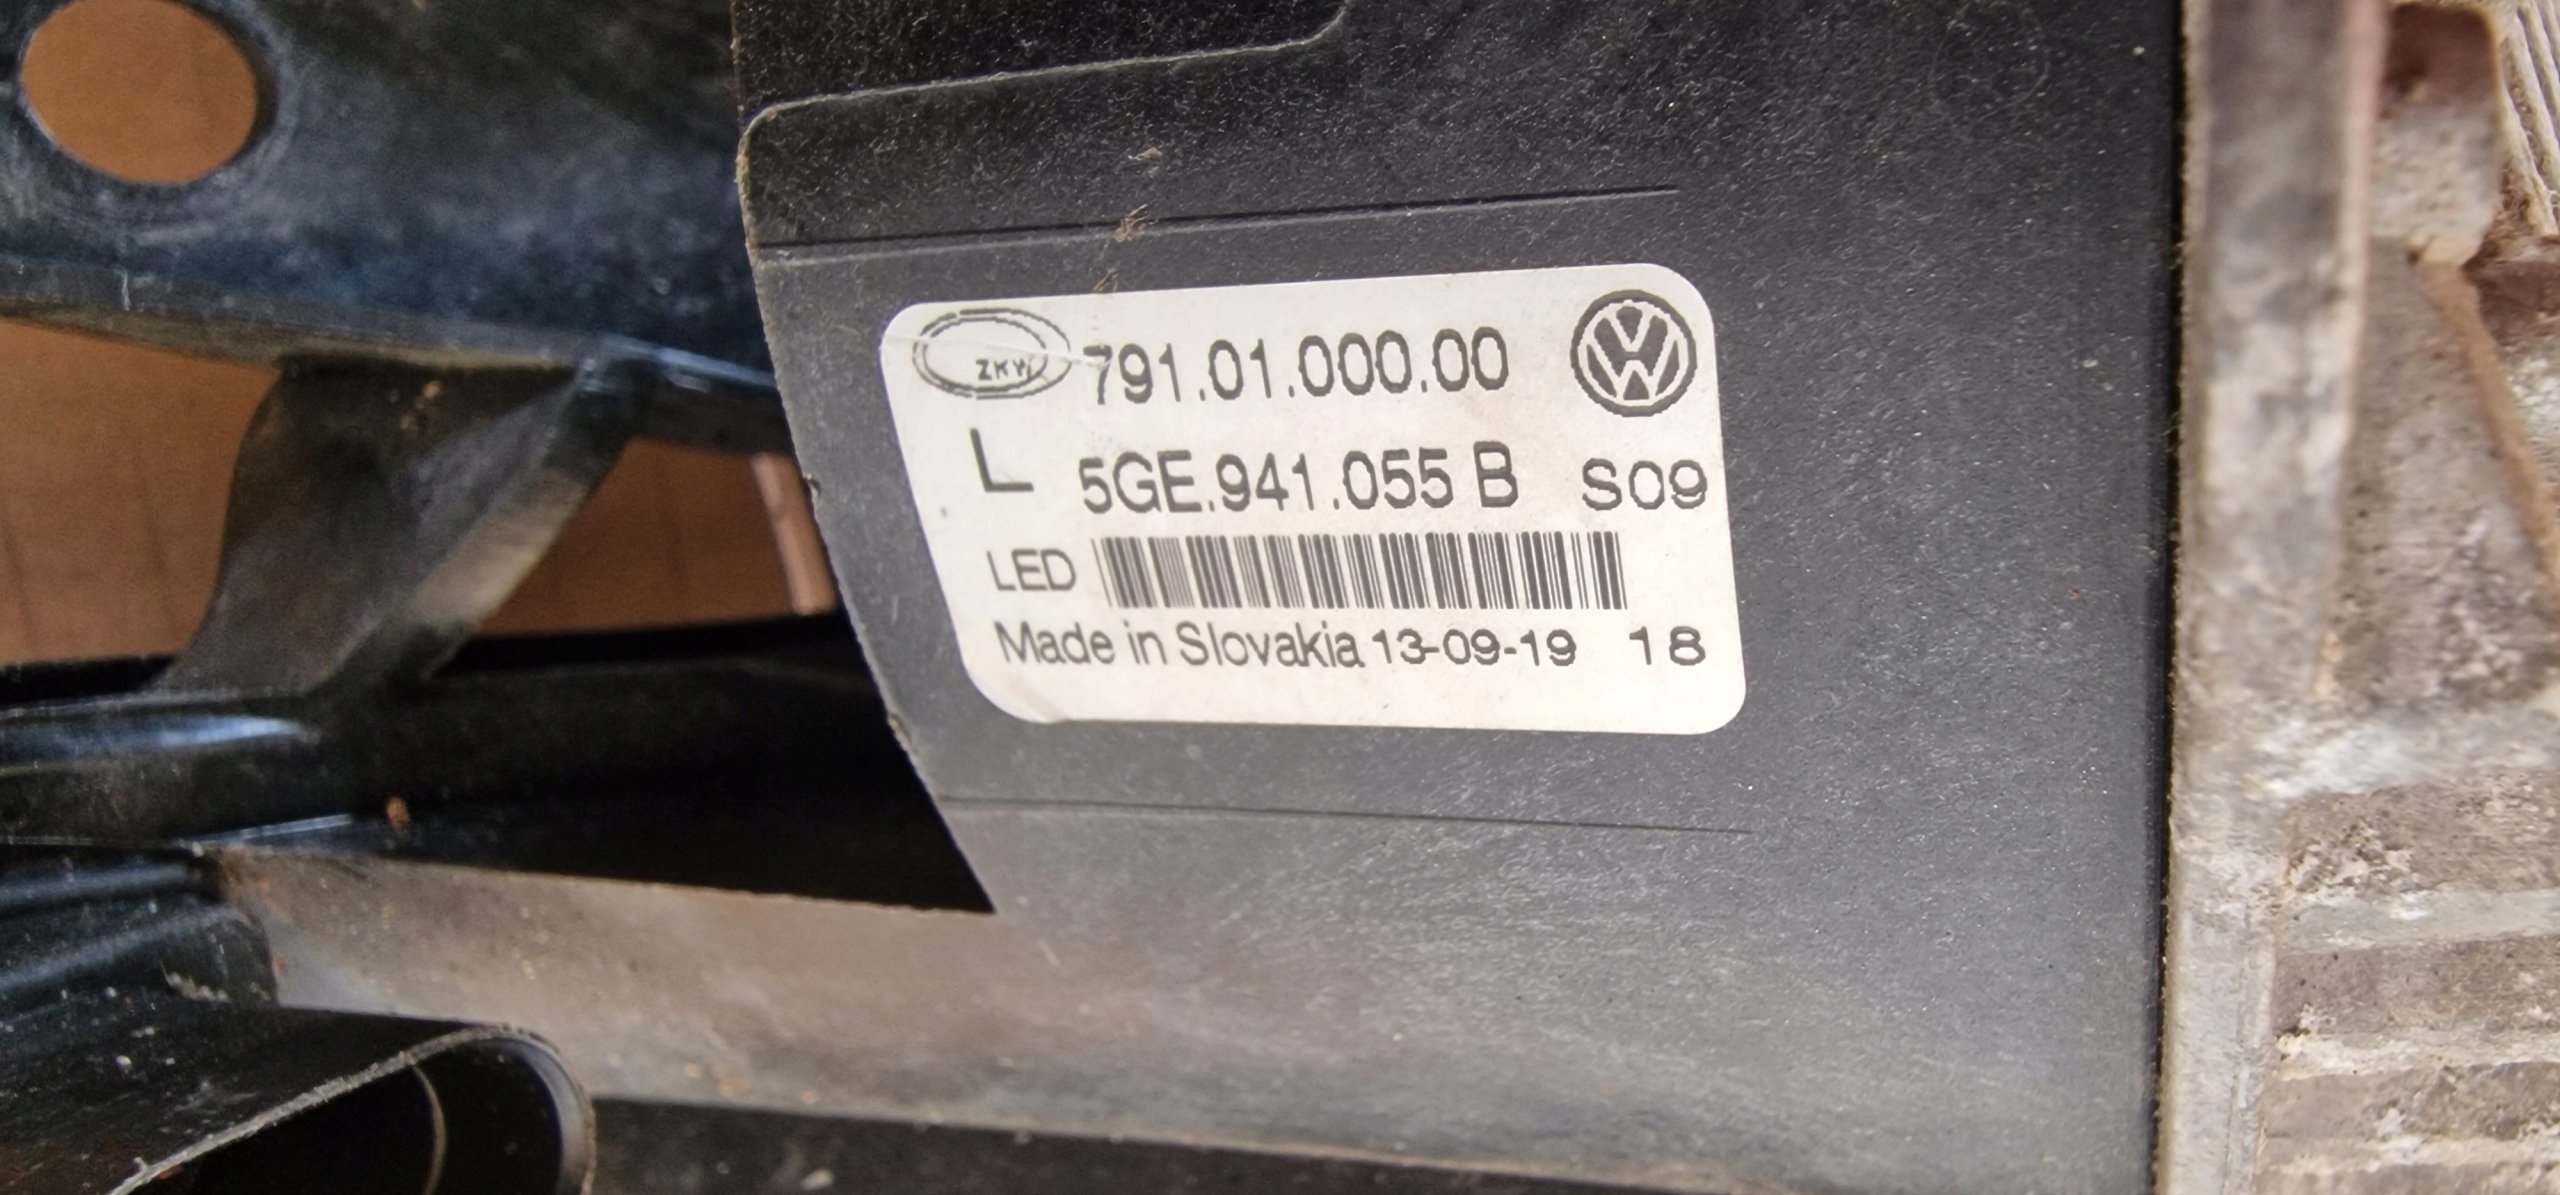 ZKW 791.01.000.00
L 5GE.941.055 B S09
LED
Made in Slovakia 13-09-19 18